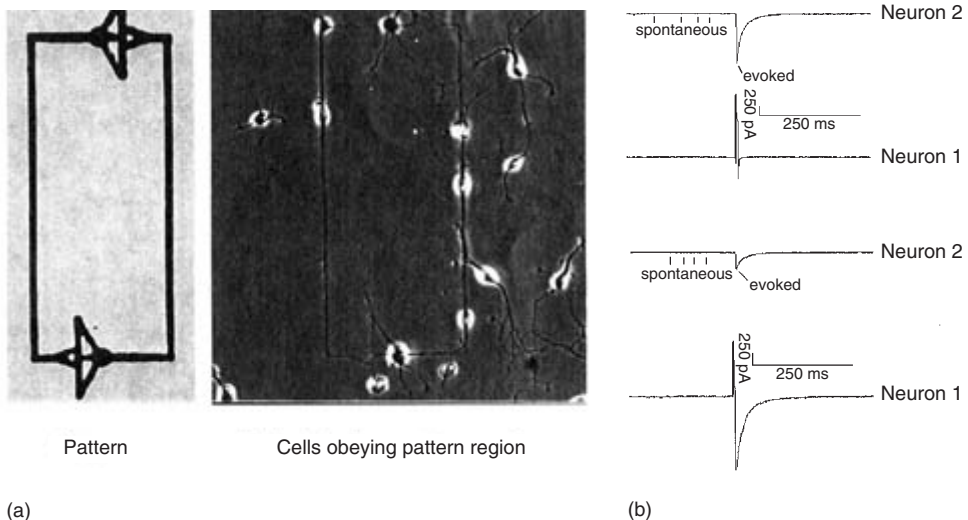 Pattern
Cells obeying pattern region
(a)
Neuron 2
spontaneous
evoked
250 pA
250 ms
Neuron 1
Neuron 2
spontaneous
evoked
250 pA
250 ms
Neuron 1
(b)